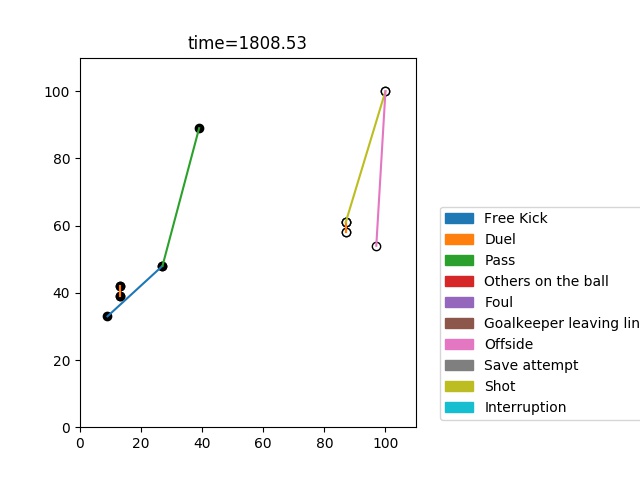 time=1808.53
100
80
60
40
20
0
0 20 40 60 80 100
Free Kick
Duel
Pass
Others on the ball
Foul
Goalkeeper leaving lin
Offside
Save attempt
Shot
Interruption